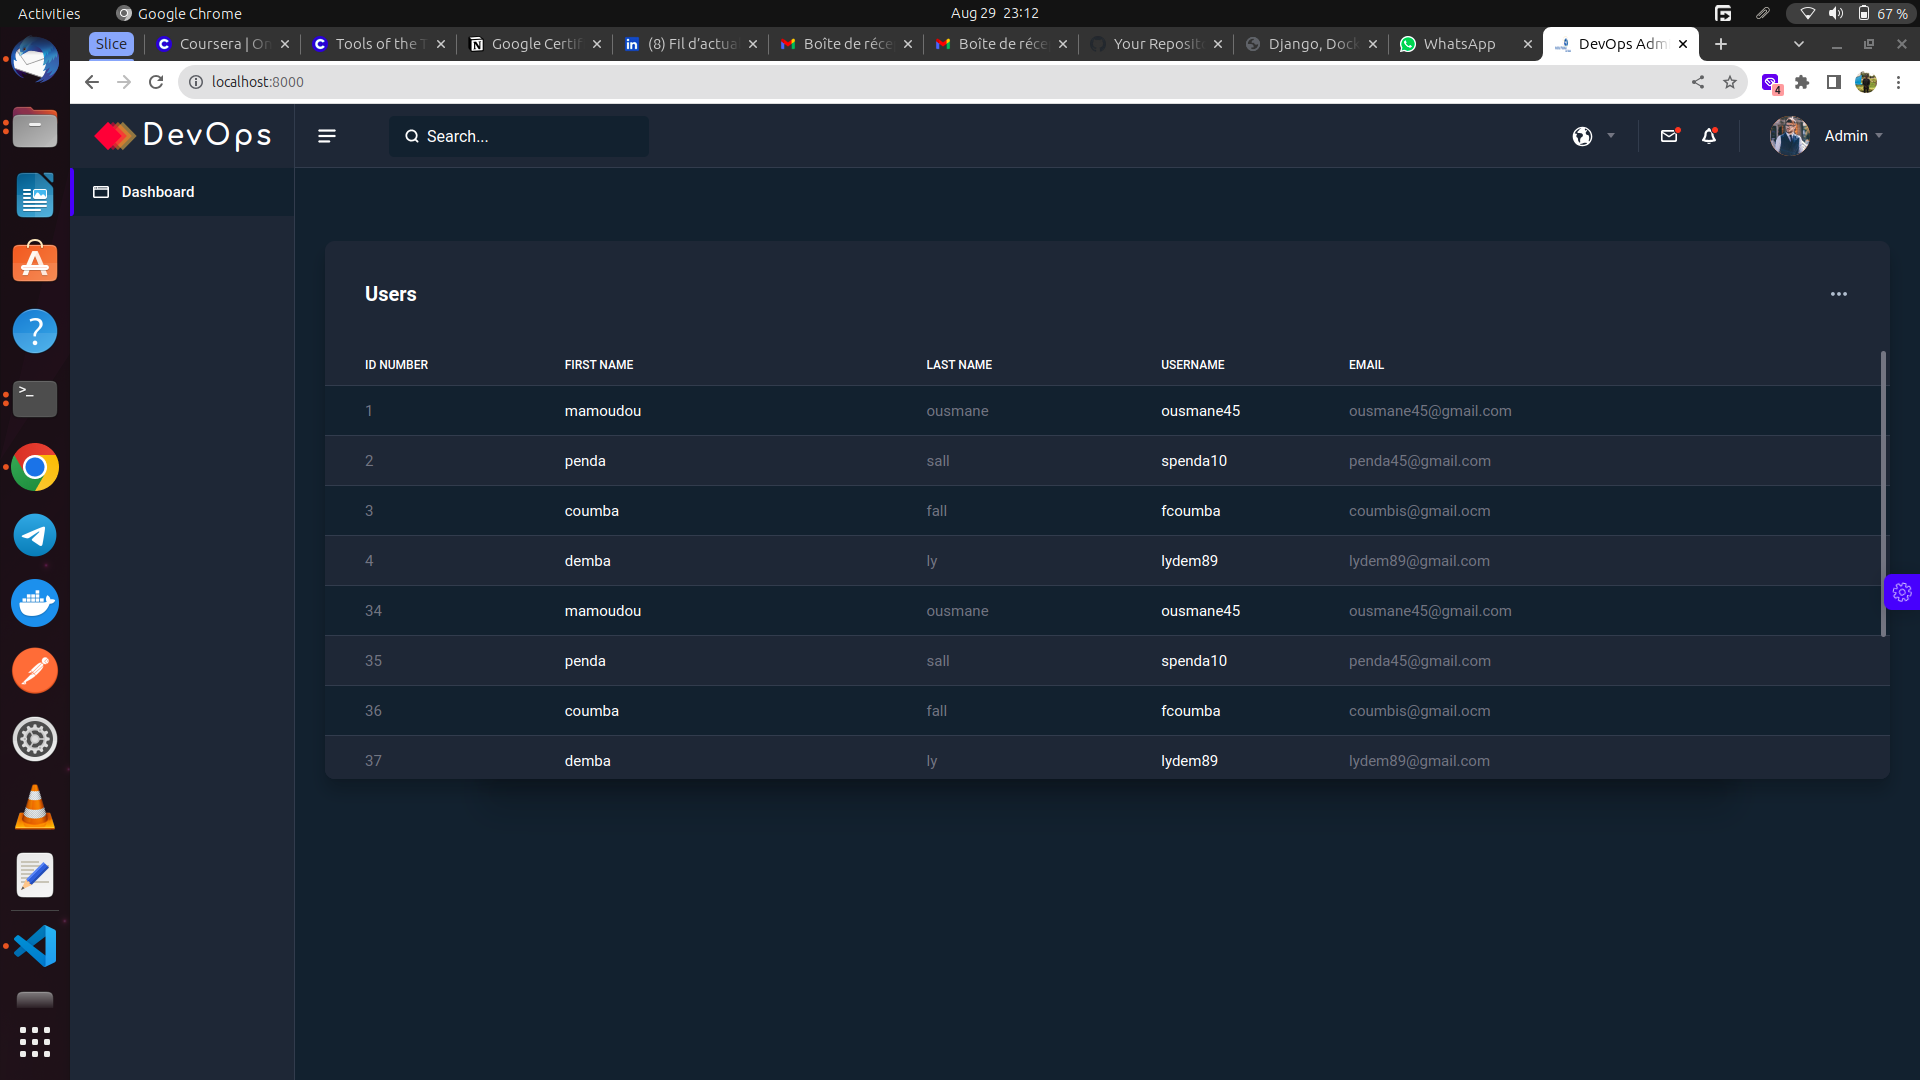 Activities Google Chrome Aug 29 23:12 67 %
Slice Coursera | On Tools of the T Google Certif (8) Fil d'actua Boîte de réce Boîte de réce Your Reposit Django, Dock WhatsApp DevOps Adm
localhost:8000 4
DevOps Search... Admin
Dashboard
Users
ID NUMBER FIRST NAME LAST NAME USERNAME EMAIL
1 mamoudou ousmane ousmane45 ousmane45@gmail.com
2 penda sall spenda10 penda45@gmail.com
3 coumba fall fcoumba coumbis@gmail.ocm
4 demba ly lydem89 lydem89@gmail.com
34 mamoudou ousmane ousmane45 ousmane45@gmail.com
35 penda sall spenda10 penda45@gmail.com
36 coumba fall fcoumba coumbis@gmail.ocm
37 demba ly lydem89 lydem89@gmail.com